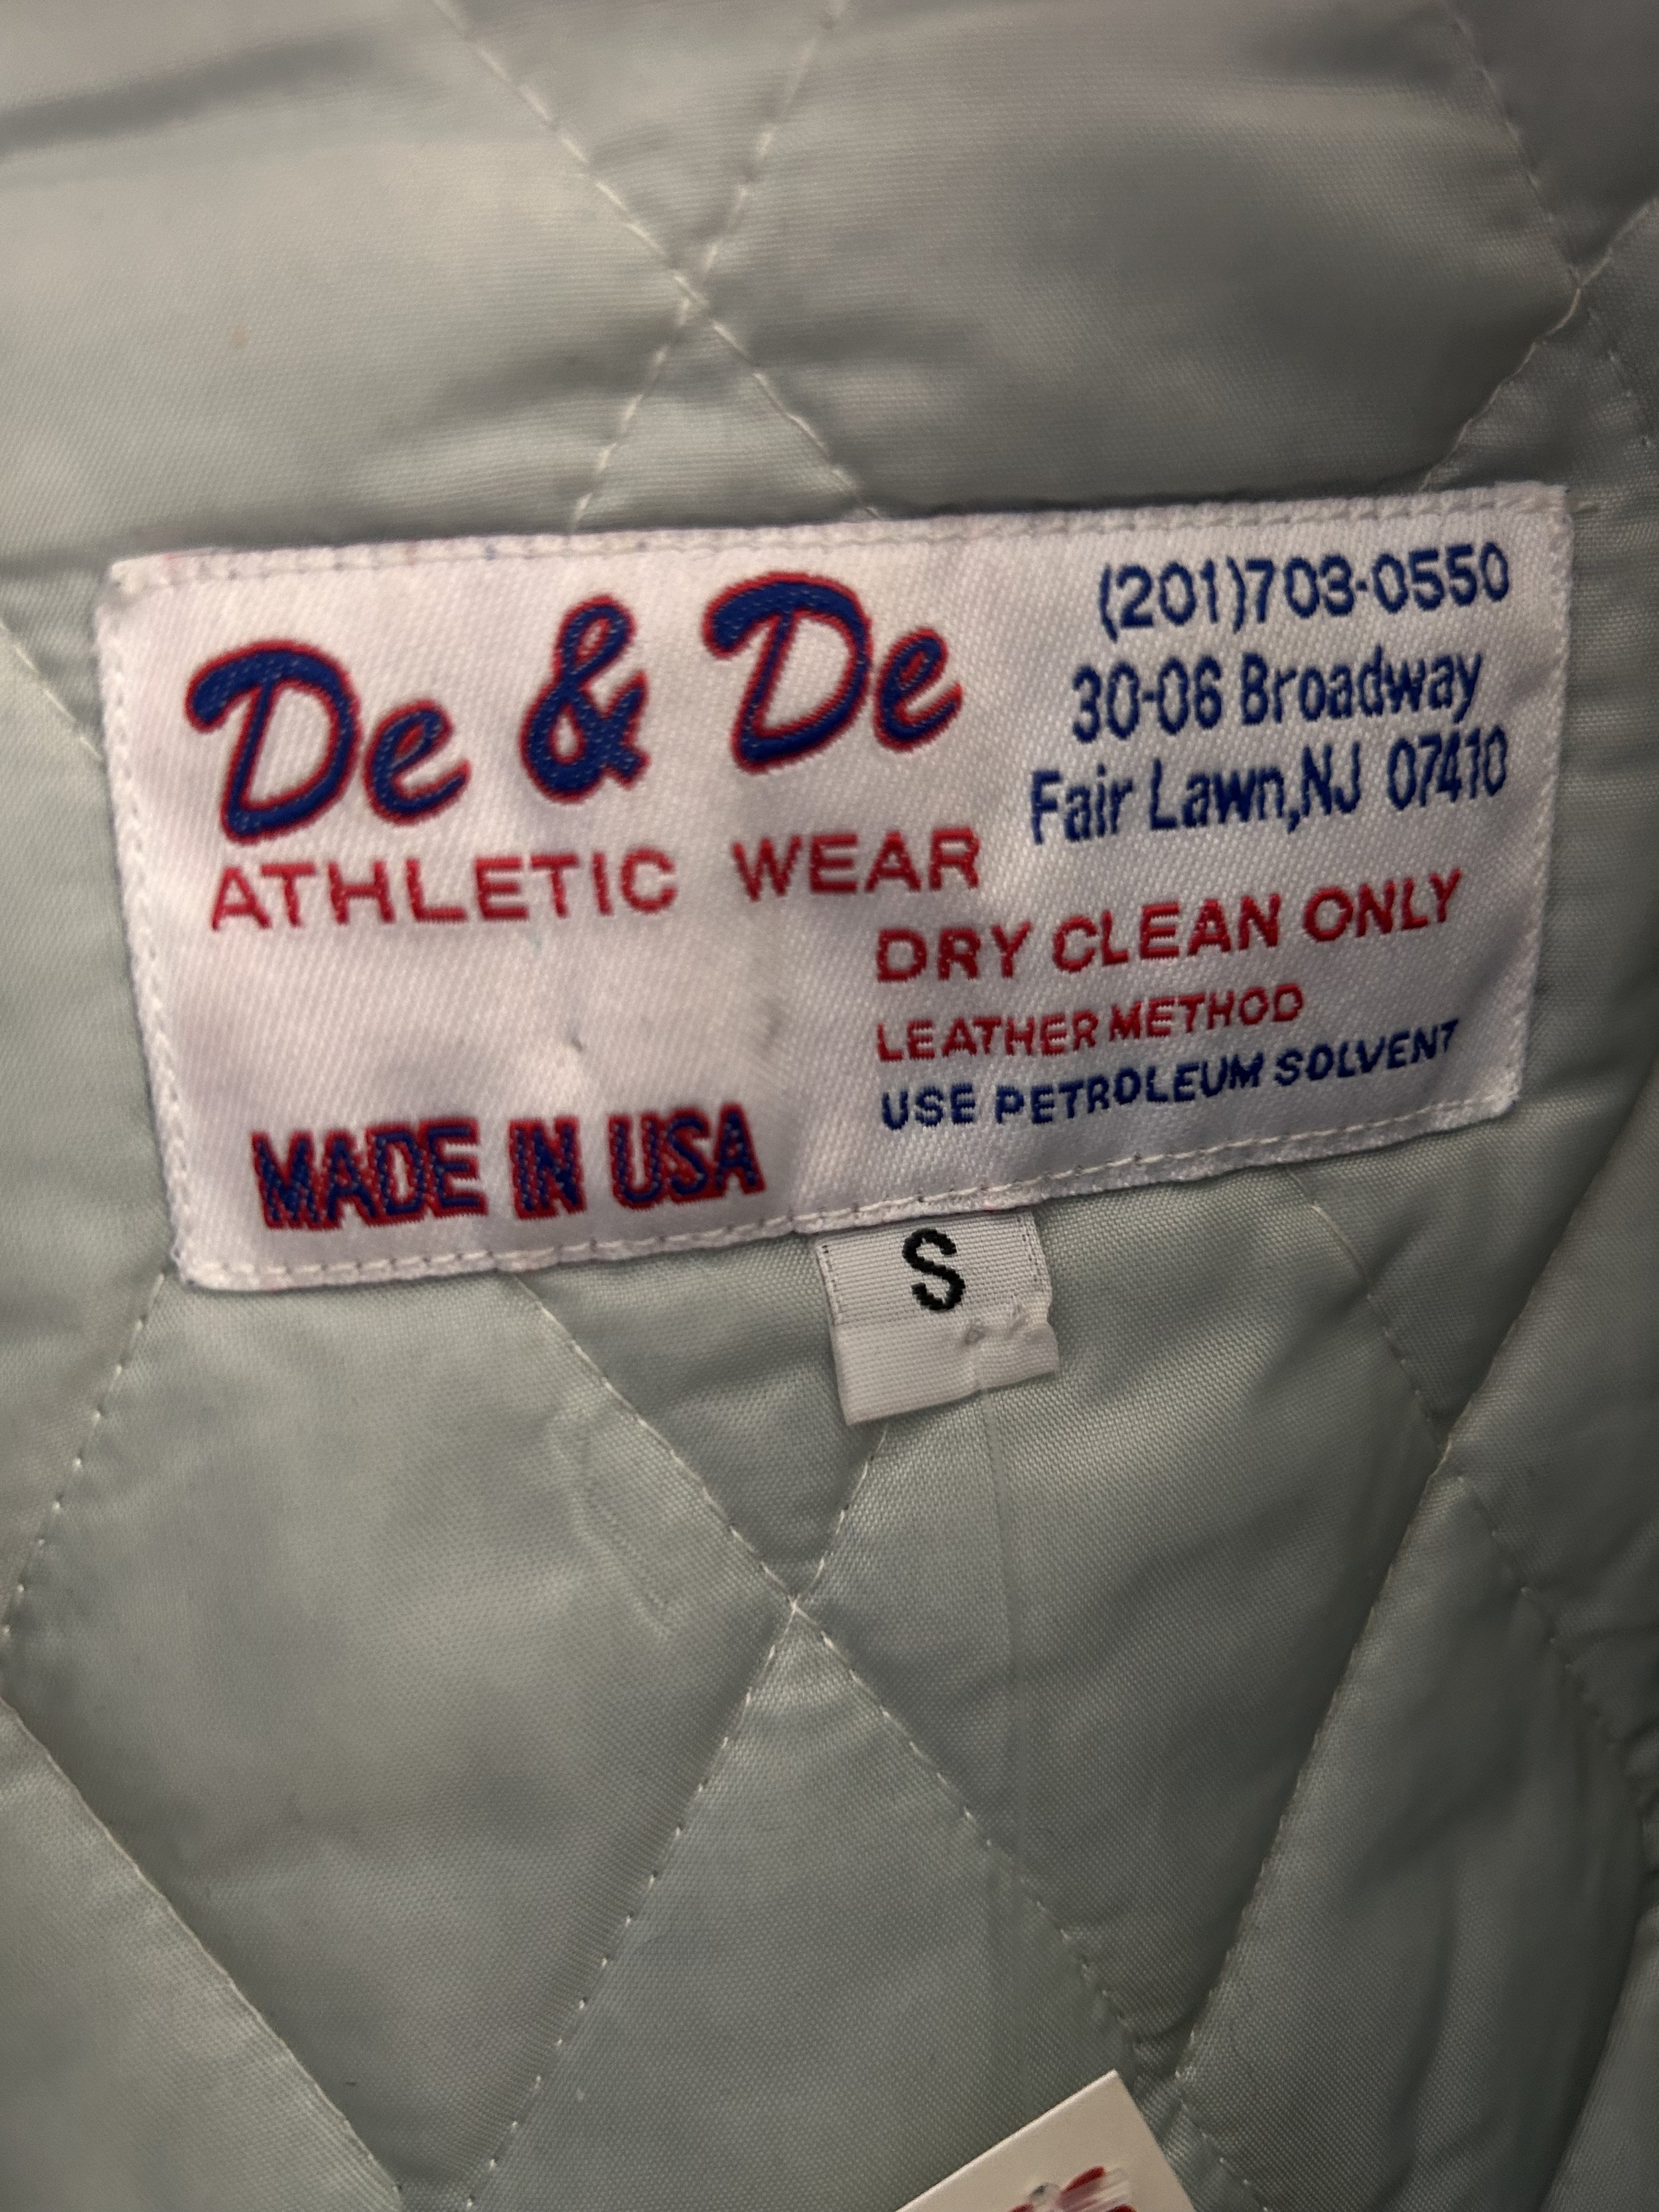 De & De
ATHLETIC WEAR
(201)703-0550
30-06 Broadway
Fair Lawn,NJ 07410
DRY CLEAN ONLY
LEATHER METHOD
USE PETROLEUM SOLVENT
MADE IN USA
S